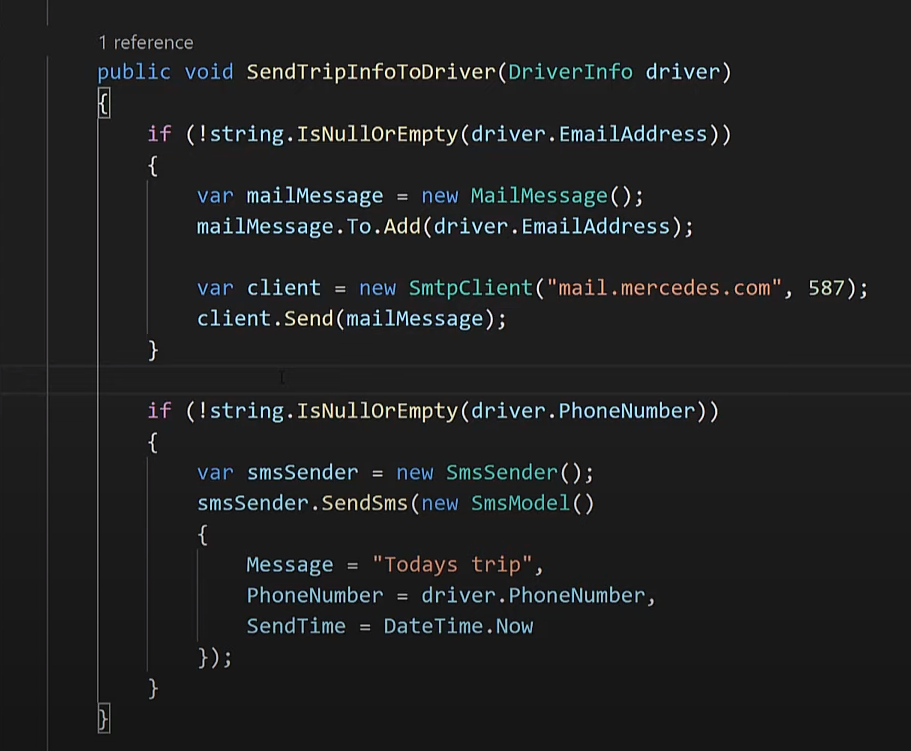 1 reference
public void SendTripInfoToDriver(DriverInfo driver)
{
if (!string.IsNullOrEmpty(driver.EmailAddress))
{
var mailMessage = new MailMessage();
mailMessage.To.Add(driver.EmailAddress);
var client = new SmtpClient("mail.mercedes.com", 587);
client.Send(mailMessage);
}
if (!string.IsNullOrEmpty(driver.PhoneNumber))
{
var smsSender = new SmsSender();
smsSender.SendSms(new SmsModel()
{
Message = "Todays trip",
PhoneNumber = driver.PhoneNumber,
SendTime = DateTime.Now
});
}
}